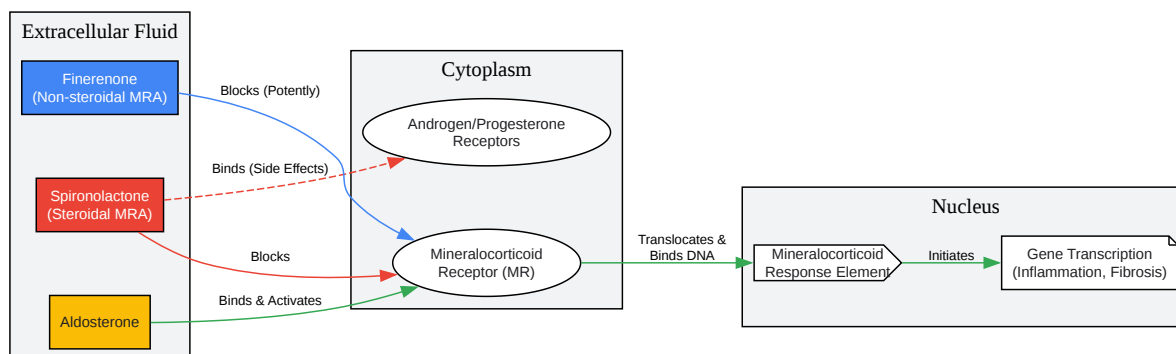 Extracellular Fluid
Finerenone
(Non-steroidal MRA)
Spironolactone
(Steroidal MRA)
Aldosterone
Blocks (Potently)
Binds (Side Effects)
Blocks
Binds & Activates
Cytoplasm
Androgen/Progesterone
Receptors
Mineralocorticoid
Receptor (MR)
Translocates &
Binds DNA
Nucleus
Mineralocorticoid
Response Element
Initiates
Gene Transcription
(Inflammation, Fibrosis)